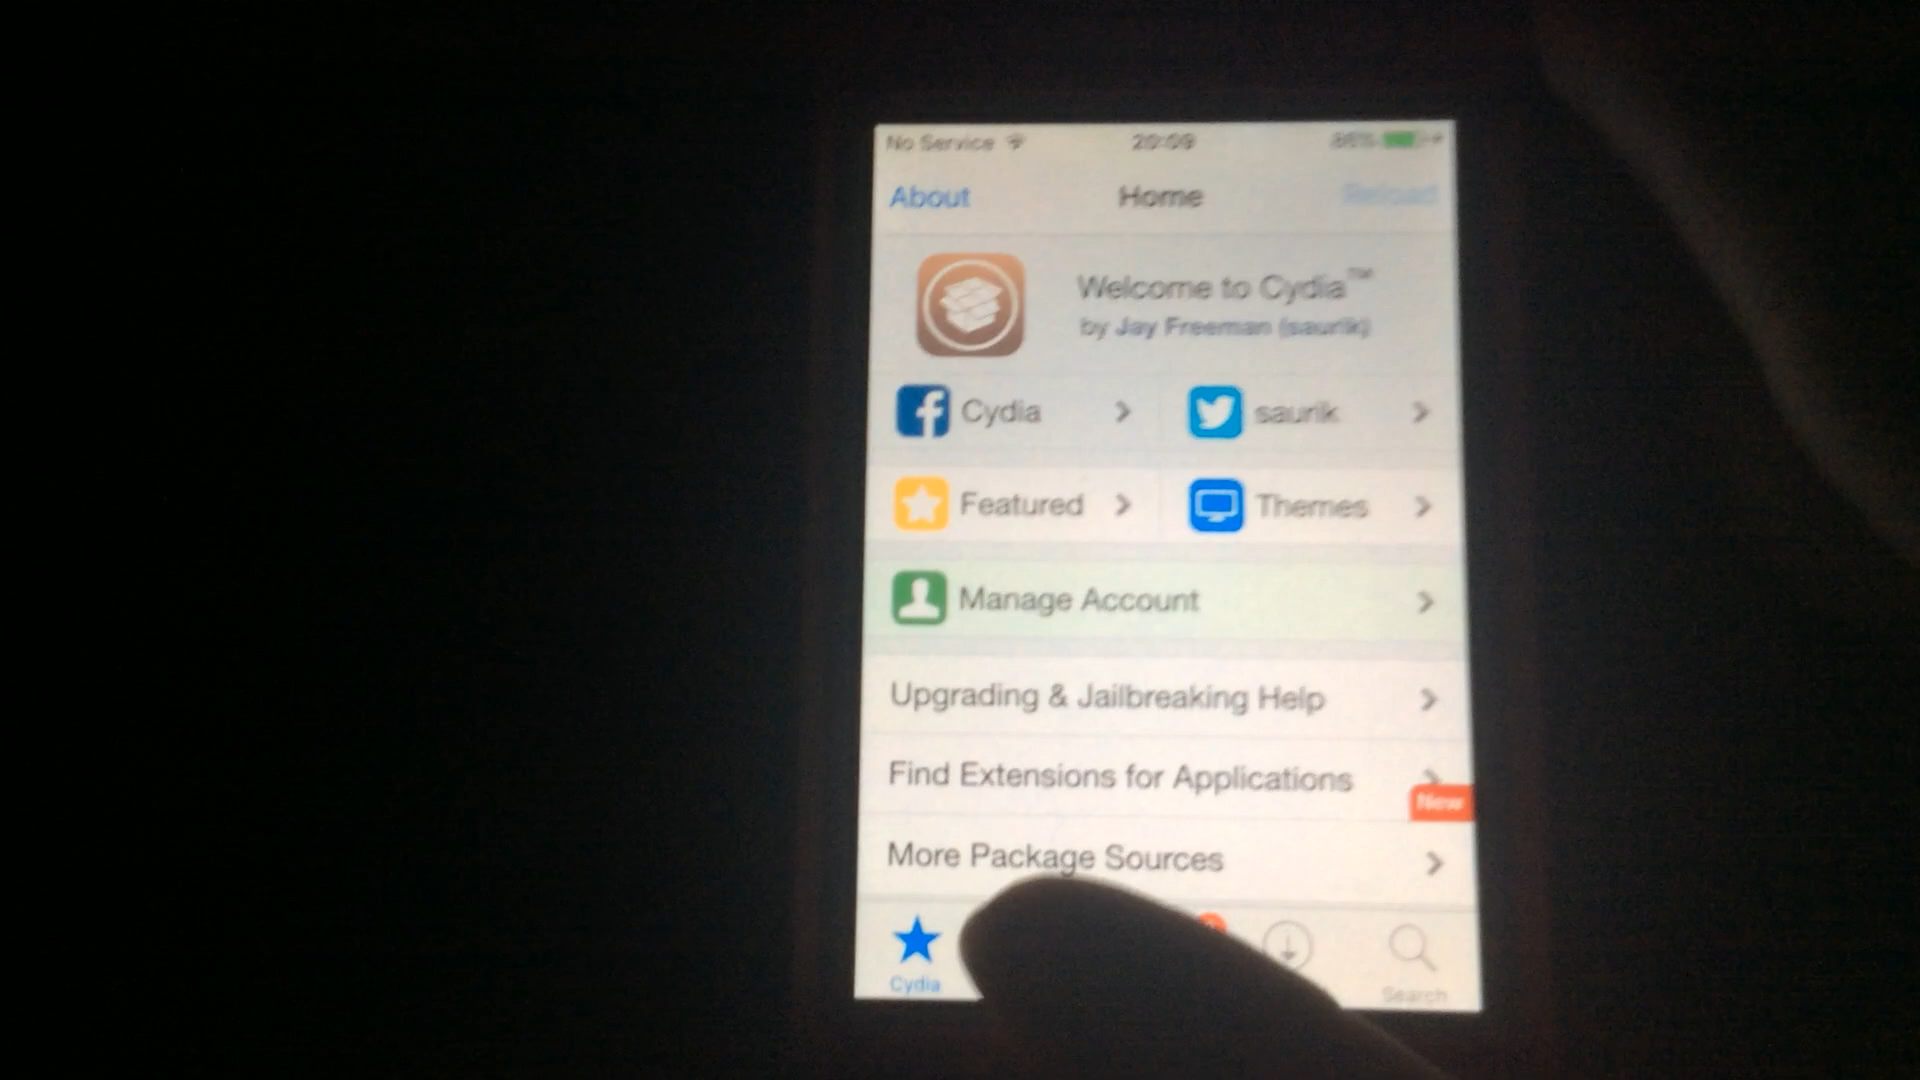 No Service 20:09 86%
About Home Reload
Welcome to Cydia™
by Jay Freeman (saurik)
Cydia saurik
Featured Themes
Manage Account
Upgrading & Jailbreaking Help
Find Extensions for Applications
New
More Package Sources
Cydia Search